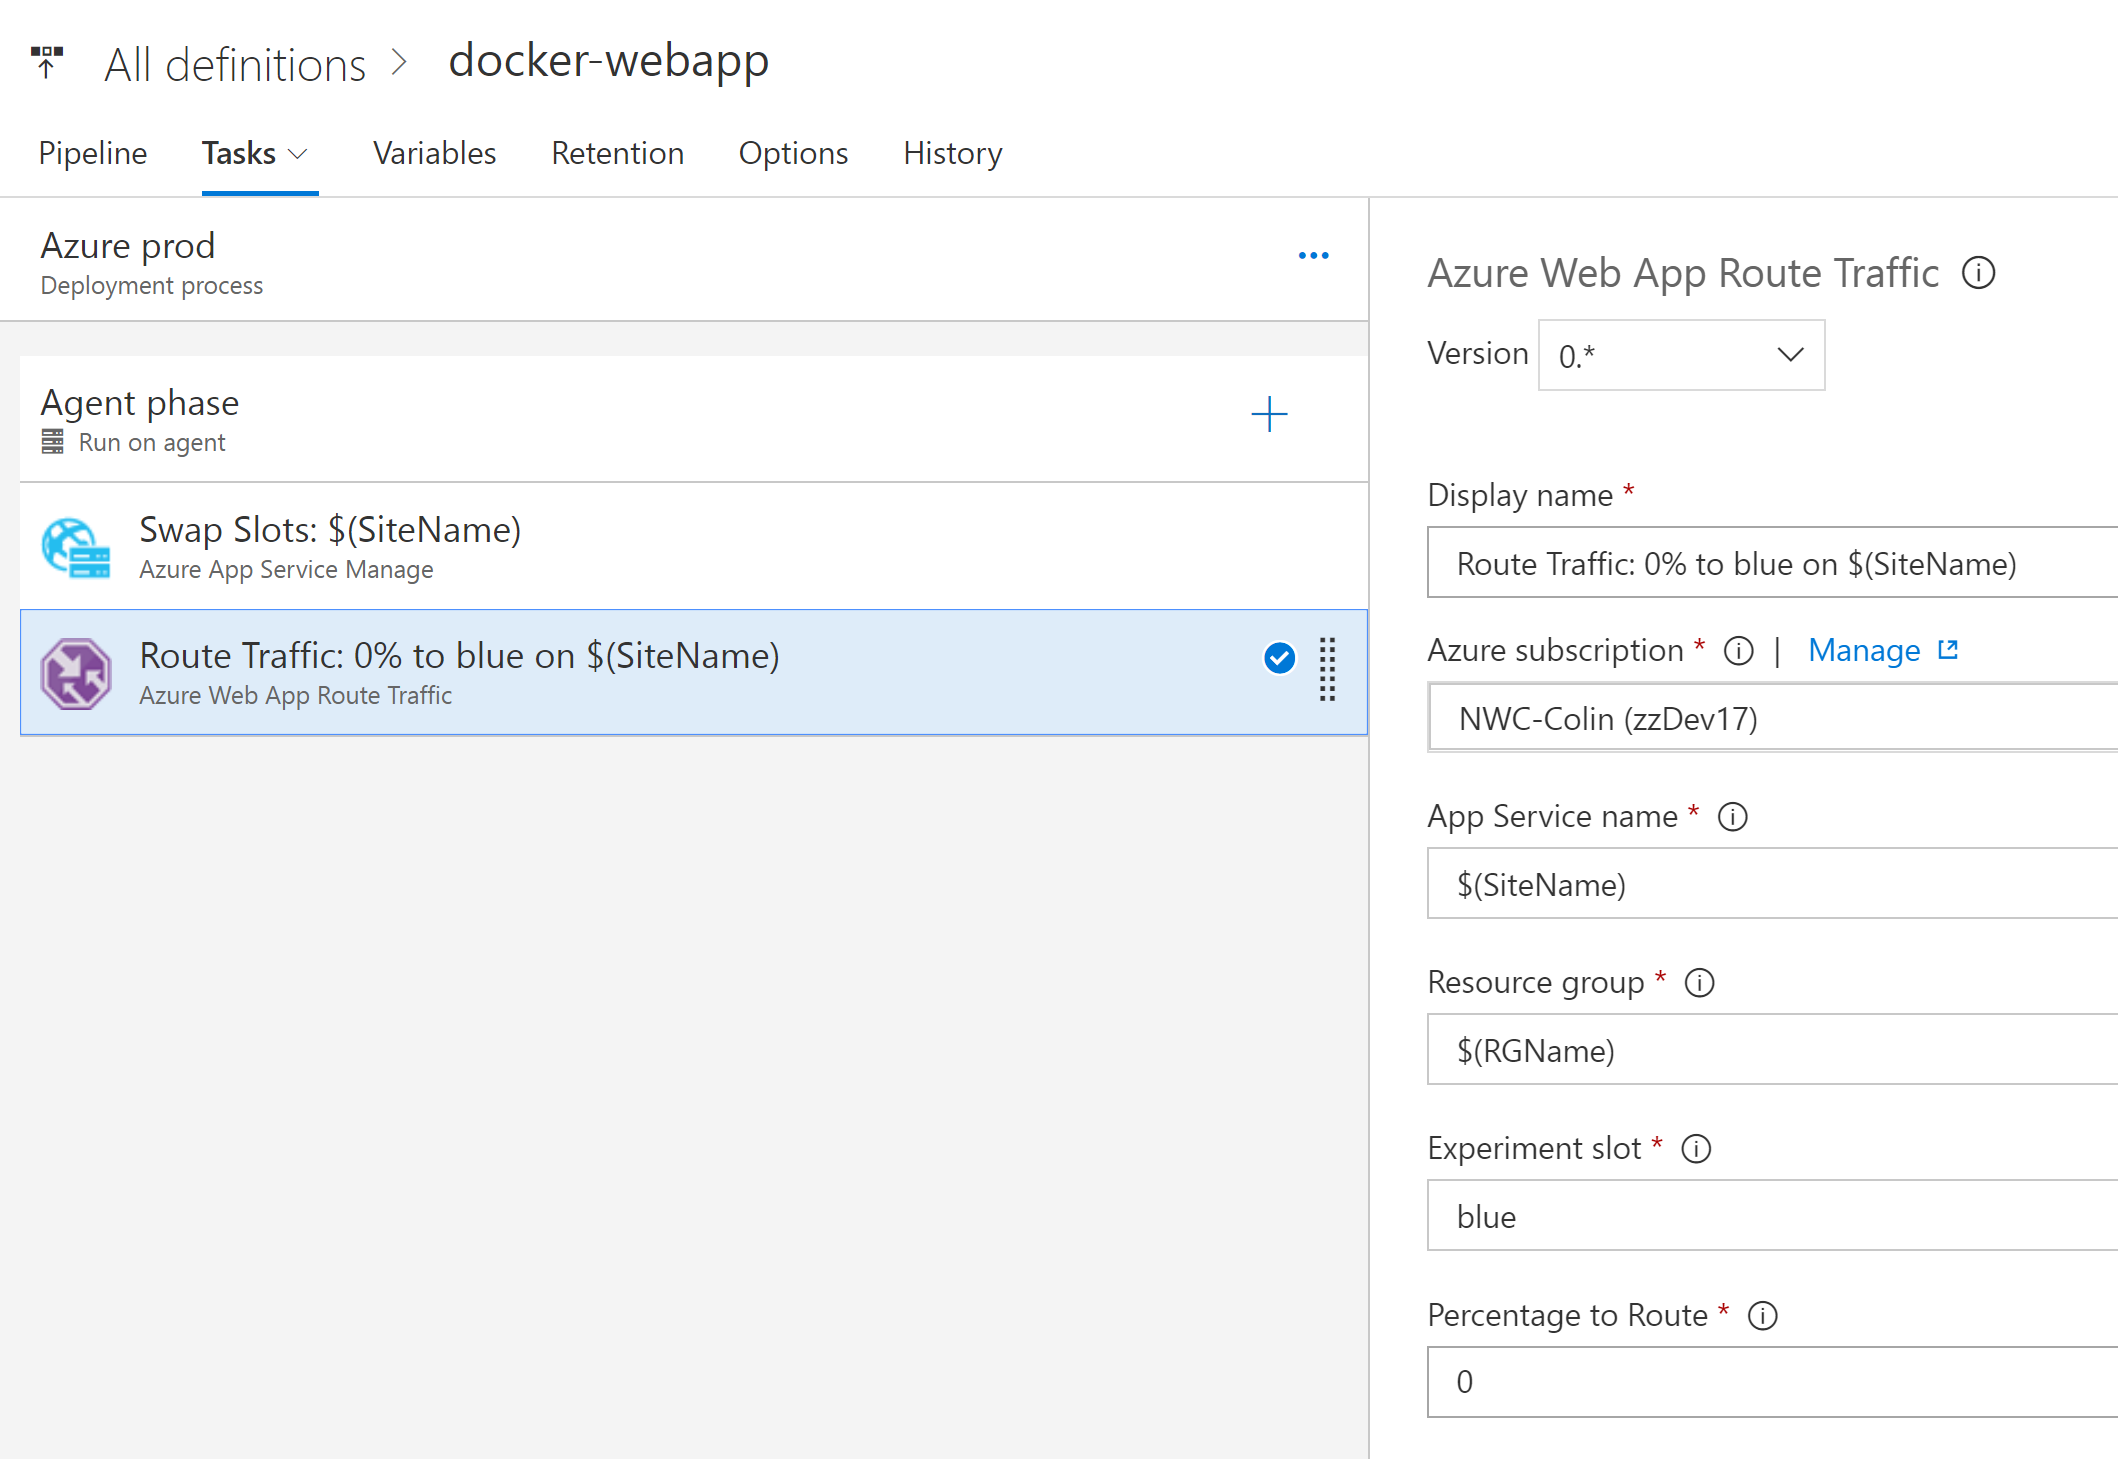 All definitions > docker-webapp
Pipeline Tasks Variables Retention Options History
Azure prod
Deployment process
Agent phase
Run on agent
Swap Slots: $(SiteName)
Azure App Service Manage
Route Traffic: 0% to blue on $(SiteName)
Azure Web App Route Traffic
Azure Web App Route Traffic
Version 0.*
Display name *
Route Traffic: 0% to blue on $(SiteName)
Azure subscription * | Manage
NWC-Colin (zzDev17)
App Service name *
$(SiteName)
Resource group *
$(RGName)
Experiment slot *
blue
Percentage to Route *
0